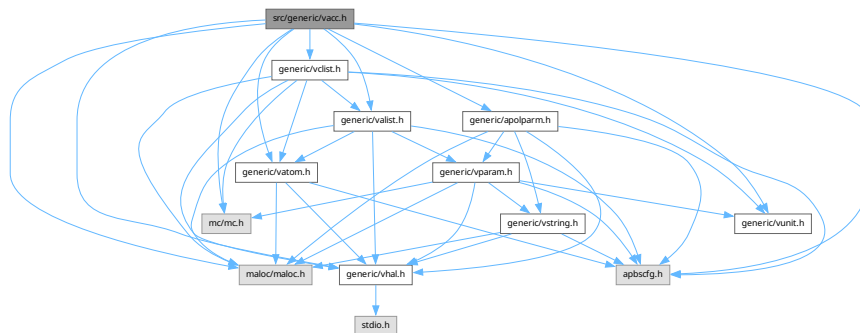 src/generic/vacc.h
generic/vclist.h
generic/valist.h
generic/apolparm.h
generic/vatom.h
generic/vparam.h
mc/mc.h
generic/vstring.h
generic/vunit.h
maloc/maloc.h
generic/vhal.h
apbscfg.h
stdio.h